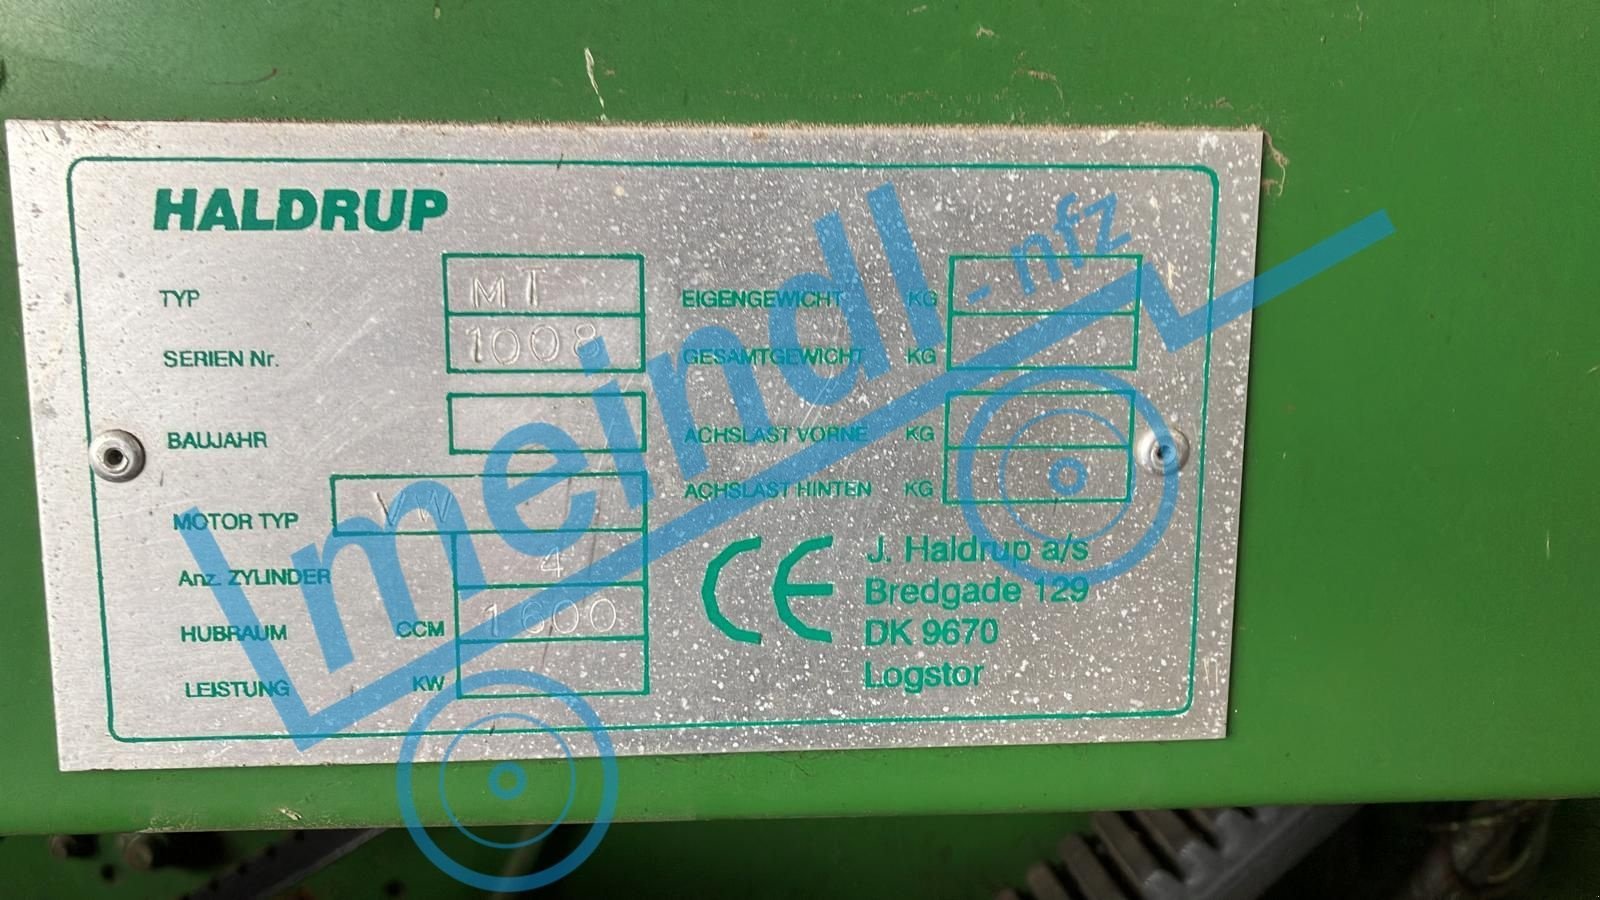 HALDRUP
TYP MT
SERIEN Nr. 1008
BAUJAHR
MOTOR TYP VW
Anz. ZYLINDER 4
HUBRAUM CCM 1600
LEISTUNG KW
EIGENGEWICHT KG
GESAMTGEWICHT KG
ACHSLAST VORNE KG
ACHSLAST HINTEN KG
CE
J. Haldrup a/s
Bredgade 129
DK 9670
Logstor
meindl-nfz